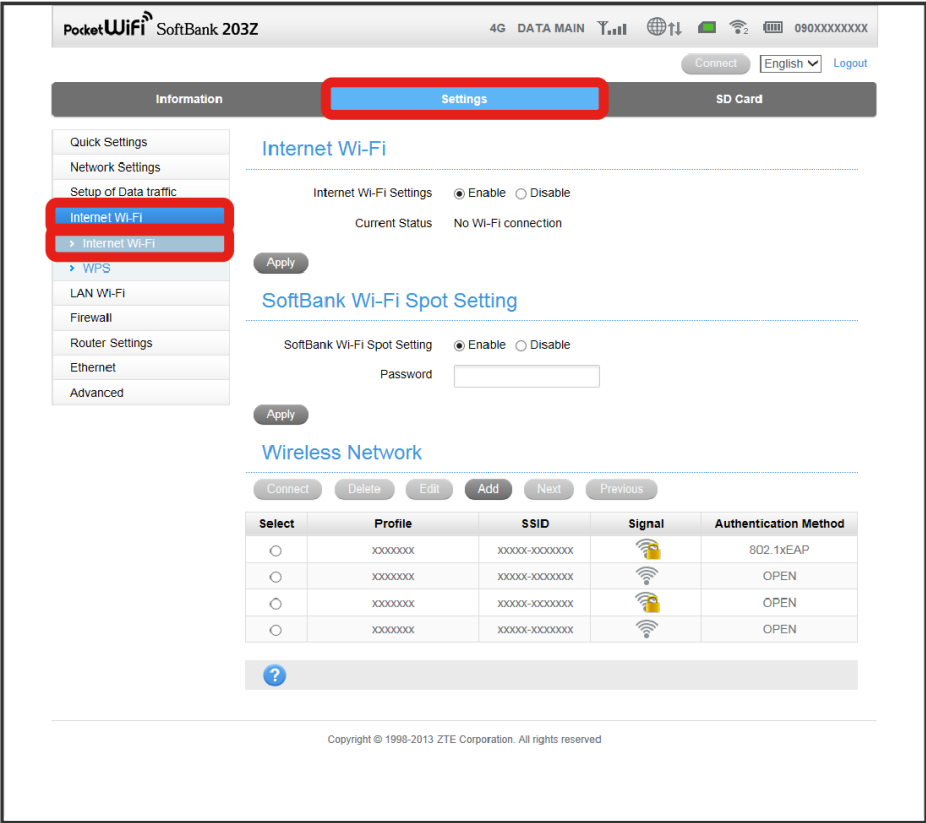 Pocket WiFi SoftBank 203Z 4G DATA MAIN 2 090XXXXXXXX
Connect English Logout
Information Settings SD Card
Quick Settings
Network Settings
Setup of Data traffic
Internet Wi-Fi
> Internet Wi-Fi
> WPS
LAN Wi-Fi
Firewall
Router Settings
Ethernet
Advanced
Internet Wi-Fi
Internet Wi-Fi Settings Enable Disable
Current Status No Wi-Fi connection
Apply
SoftBank Wi-Fi Spot Setting
SoftBank Wi-Fi Spot Setting Enable Disable
Password
Apply
Wireless Network
Connect Delete Edit Add Next Previous
Select Profile SSID Signal Authentication Method
xxxxxxx xxxxx-xxxxxxx 802.1xEAP
xxxxxxx xxxxx-xxxxxxx OPEN
xxxxxxx xxxxx-xxxxxxx OPEN
xxxxxxx xxxxx-xxxxxxx OPEN
?
Copyright © 1998-2013 ZTE Corporation. All rights reserved